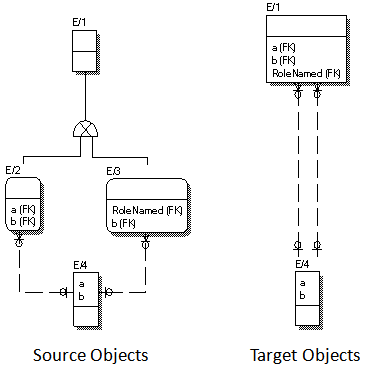 E/1
E/2
a (FK)
b (FK)
E/3
RoleNamed (FK)
b (FK)
E/4
a
b
Source Objects
E/1
a (FK)
b (FK)
RoleNamed (FK)
E/4
a
b
Target Objects